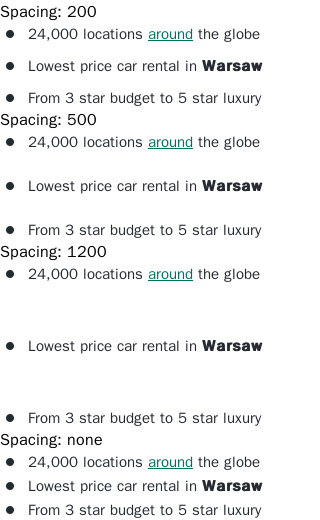 Spacing: 200
• 24,000 locations around the globe
• Lowest price car rental in Warsaw
• From 3 star budget to 5 star luxury
Spacing: 500
• 24,000 locations around the globe
• Lowest price car rental in Warsaw
• From 3 star budget to 5 star luxury
Spacing: 1200
• 24,000 locations around the globe
• Lowest price car rental in Warsaw
• From 3 star budget to 5 star luxury
Spacing: none
• 24,000 locations around the globe
• Lowest price car rental in Warsaw
• From 3 star budget to 5 star luxury